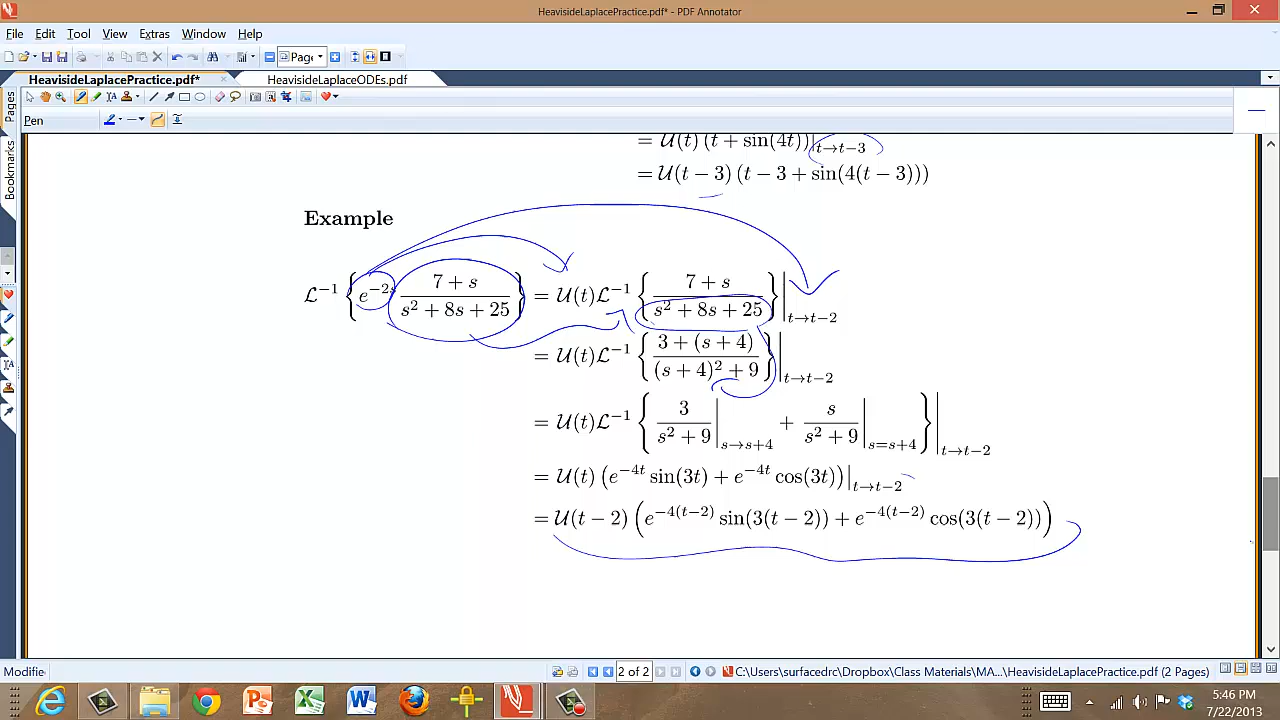 HeavisideLaplacePractice.pdf* - PDF Annotator
File Edit Tool View Extras Window Help
Page
HeavisideLaplacePractice.pdf* HeavisideLaplaceODEs.pdf
Pages
Bookmarks
Pen
= U(t) (t + sin(4t))|t→t−3
= U(t − 3) (t − 3 + sin(4(t − 3)))
Example
L^{−1} { e^{−2s} (7 + s)/(s² + 8s + 25) } = U(t)L^{−1} { (7 + s)/(s² + 8s + 25) }|t→t−2
= U(t)L^{−1} { (3 + (s + 4))/((s + 4)² + 9) }|t→t−2
= U(t)L^{−1} { 3/(s² + 9)|s→s+4 + s/(s² + 9)|s=s+4 }|t→t−2
= U(t) (e^{−4t} sin(3t) + e^{−4t} cos(3t))|t→t−2
= U(t − 2) (e^{−4(t−2)} sin(3(t − 2)) + e^{−4(t−2)} cos(3(t − 2)))
Modifie 2 of 2 C:\Users\surfacedrc\Dropbox\Class Materials\MA...\HeavisideLaplacePractice.pdf (2 Pages)
5:46 PM
7/22/2013